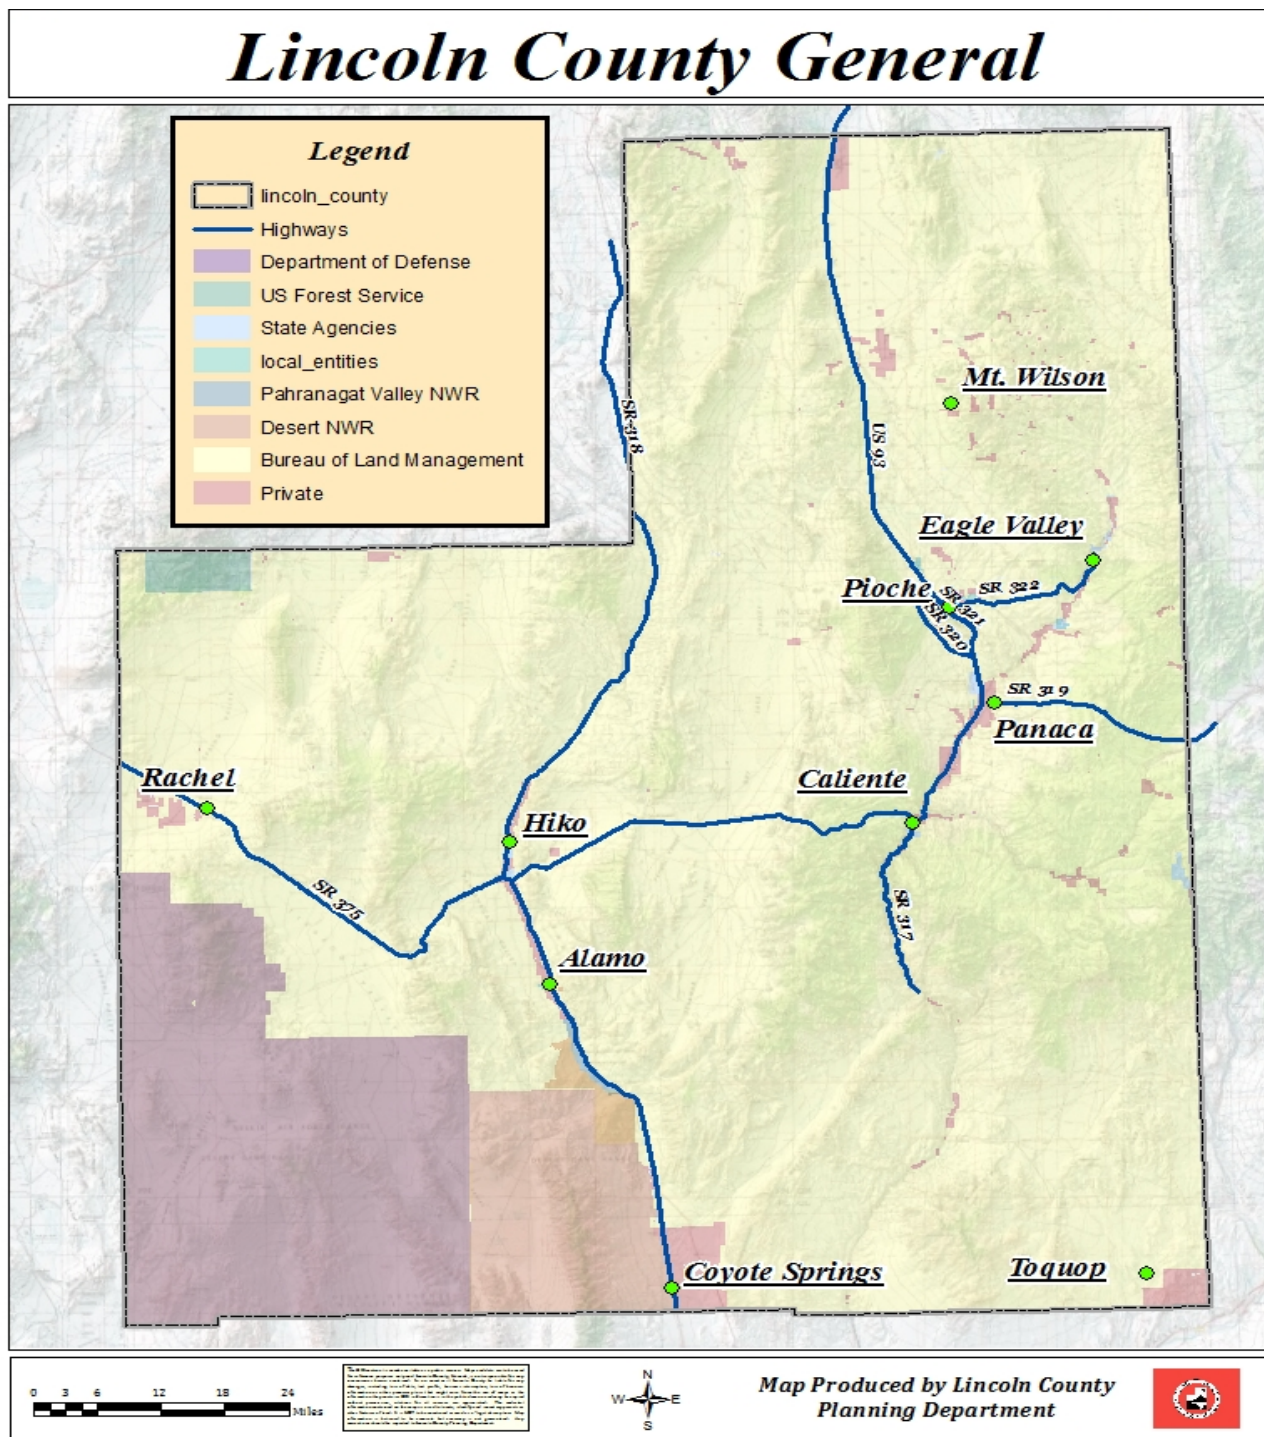 Lincoln County General
Legend
lincoln_county
Highways
Department of Defense
US Forest Service
State Agencies
local_entities
Pahranagat Valley NWR
Desert NWR
Bureau of Land Management
Private
SR-318
US 93
Mt. Wilson
Eagle Valley
Pioche
SR 322
SR 321
SR 320
SR 319
Panaca
Rachel
Caliente
Hiko
SR 375
SR 317
Alamo
Coyote Springs
Toquop
0 3 6 12 18 24
Miles
N
W E
S
Map Produced by Lincoln County
Planning Department